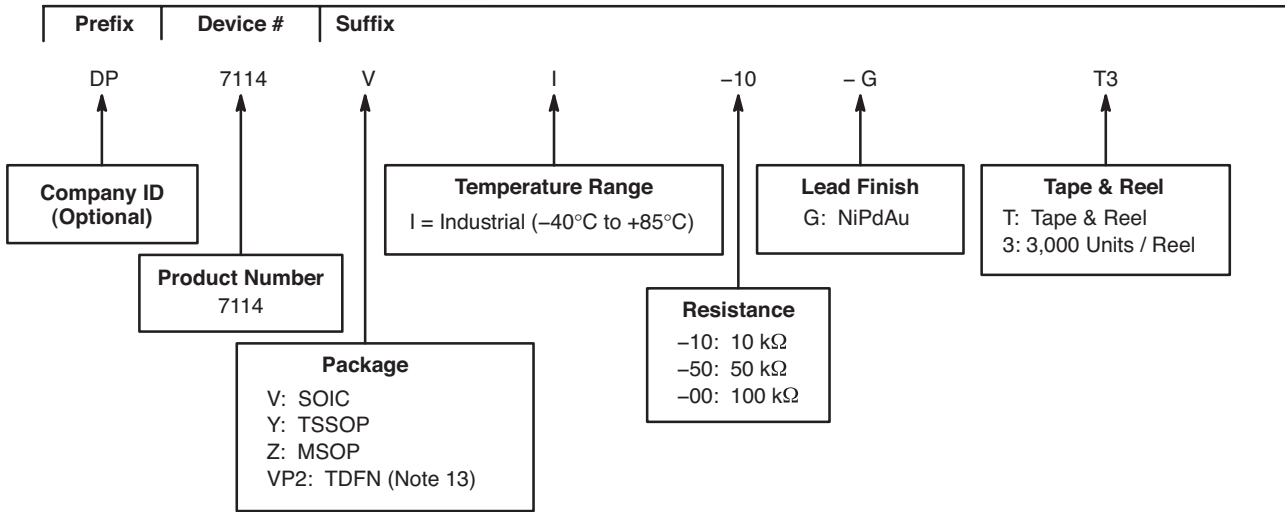 Prefix Device # Suffix
DP 7114 V I –10 – G T3
Company ID
(Optional)
Temperature Range
I = Industrial (–40°C to +85°C)
Lead Finish
G: NiPdAu
Tape & Reel
T: Tape & Reel
3: 3,000 Units / Reel
Product Number
7114
Resistance
–10: 10 kΩ
–50: 50 kΩ
–00: 100 kΩ
Package
V: SOIC
Y: TSSOP
Z: MSOP
VP2: TDFN (Note 13)